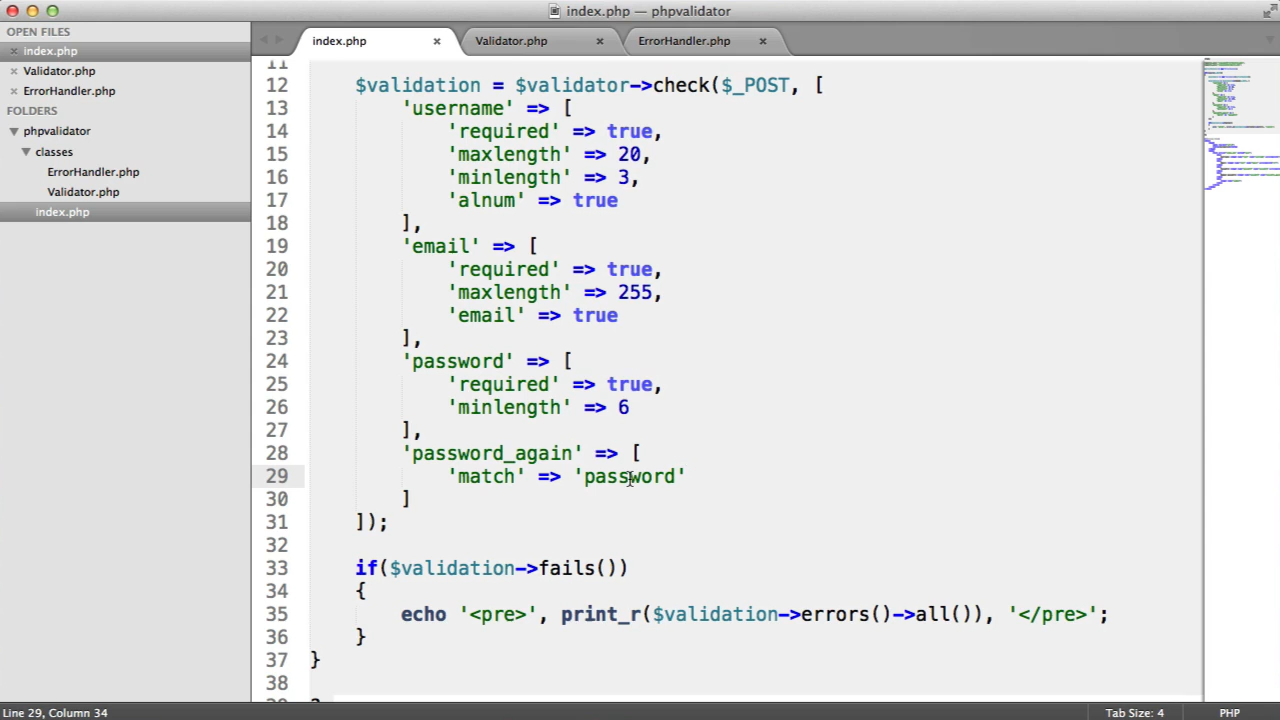 index.php — phpvalidator
OPEN FILES
index.php
Validator.php
ErrorHandler.php
FOLDERS
phpvalidator
classes
ErrorHandler.php
Validator.php
index.php
index.php
Validator.php
ErrorHandler.php
11
12 $validation = $validator->check($_POST, [
13 'username' => [
14 'required' => true,
15 'maxlength' => 20,
16 'minlength' => 3,
17 'alnum' => true
18 ],
19 'email' => [
20 'required' => true,
21 'maxlength' => 255,
22 'email' => true
23 ],
24 'password' => [
25 'required' => true,
26 'minlength' => 6
27 ],
28 'password_again' => [
29 'match' => 'password'
30 ]
31 ]);
32
33 if($validation->fails())
34 {
35 echo '<pre>', print_r($validation->errors()->all()), '</pre>';
36 }
37 }
38
Line 29, Column 34
Tab Size: 4
PHP